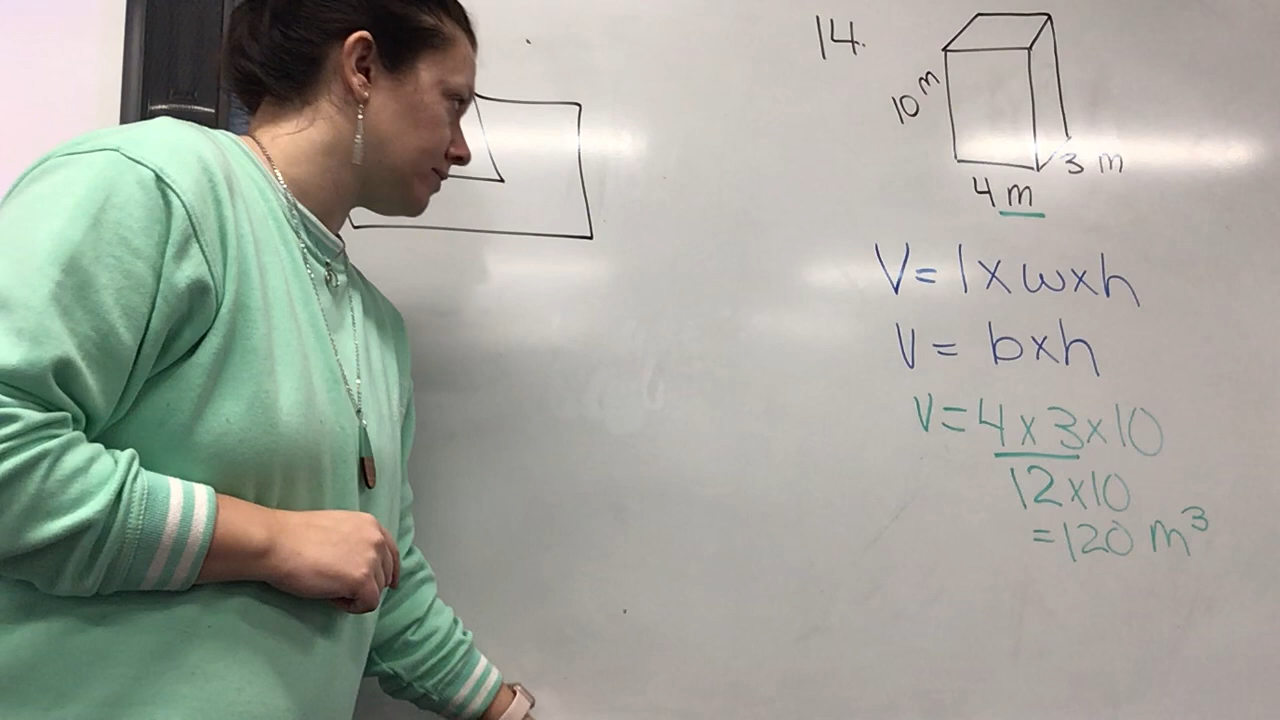 14.
10 m
3 m
4 m
V = l x w x h
V = b x h
V = 4 x 3 x 10
12 x 10
= 120 m³